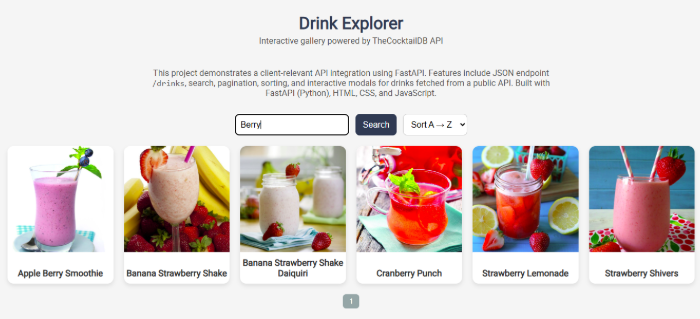 Drink Explorer
Interactive gallery powered by TheCocktailDB API
This project demonstrates a client-relevant API integration using FastAPI. Features include JSON endpoint
/drinks, search, pagination, sorting, and interactive modals for drinks fetched from a public API. Built with
FastAPI (Python), HTML, CSS, and JavaScript.
Berry
Search
Sort A → Z
Apple Berry Smoothie
Banana Strawberry Shake
Banana Strawberry Shake
Daiquiri
Cranberry Punch
Strawberry Lemonade
Strawberry Shivers
1